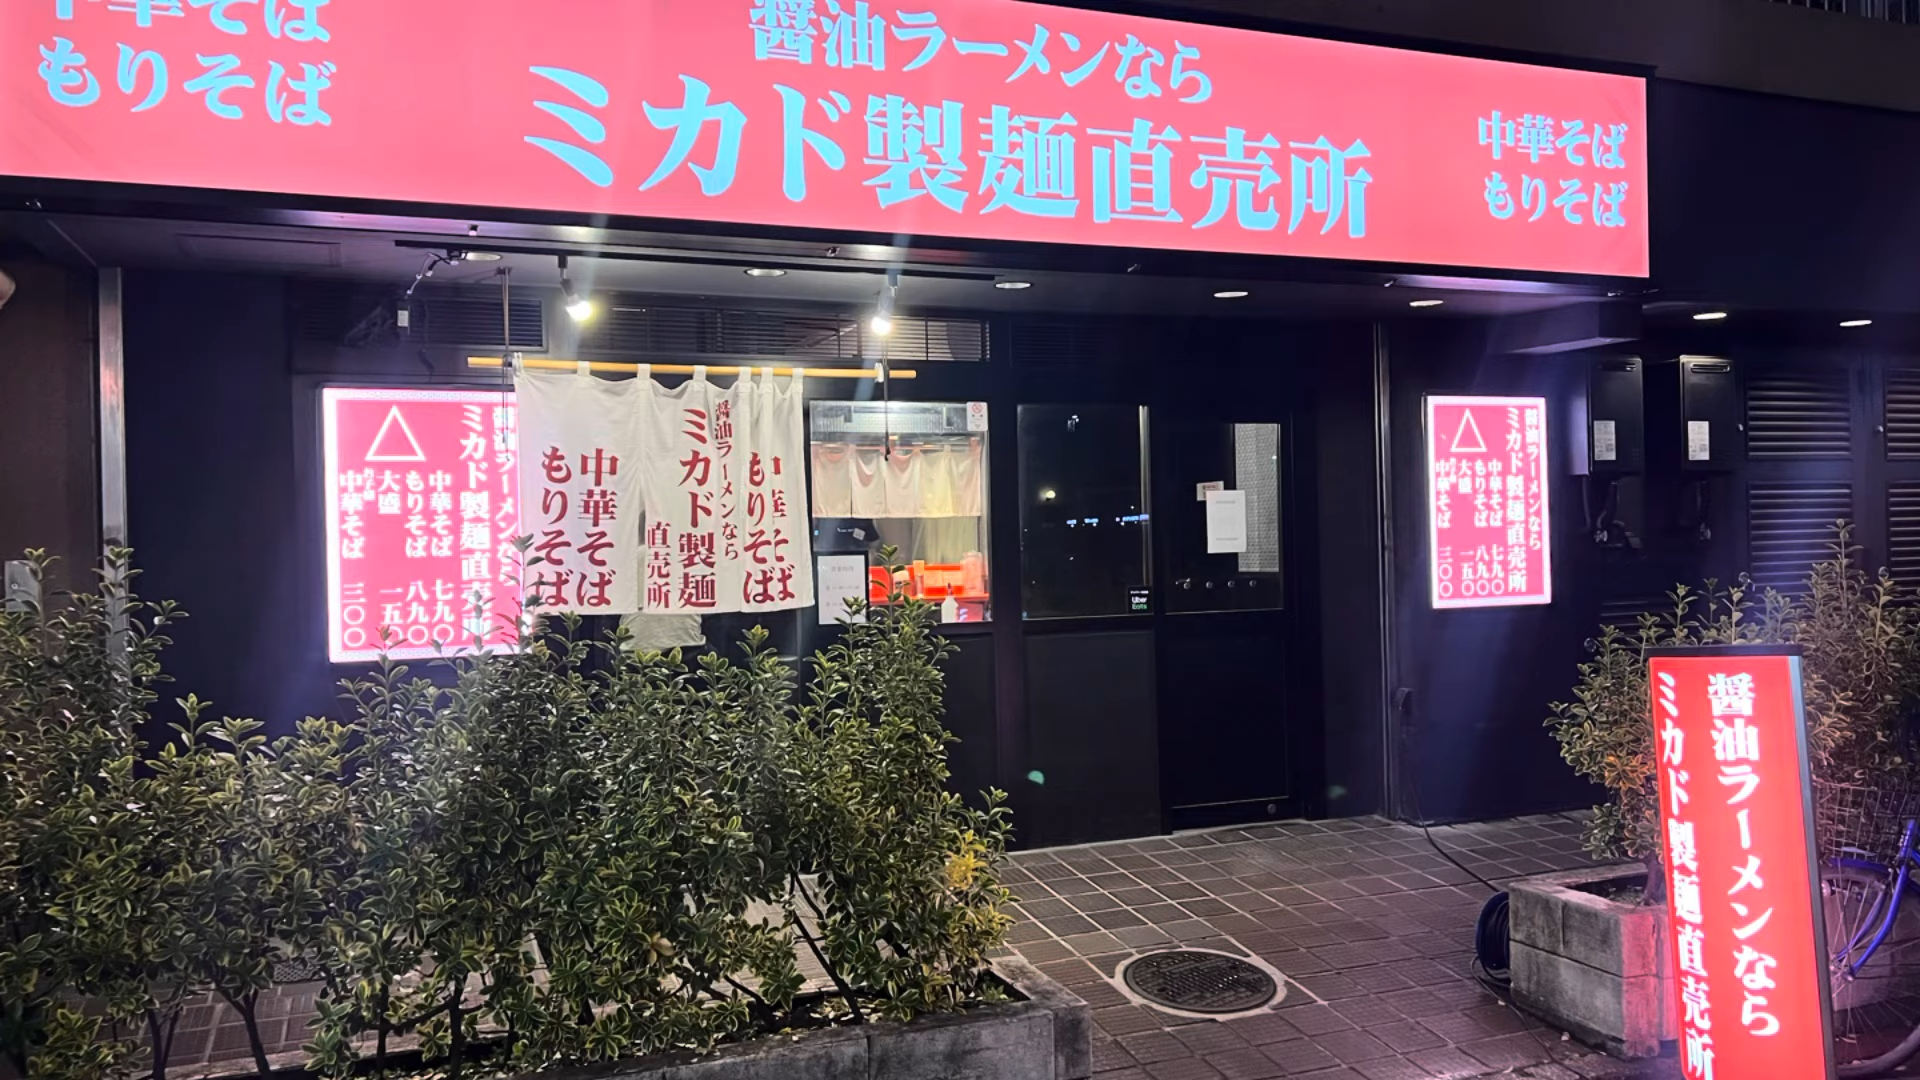 中華そば
もりそば
醤油ラーメンなら
ミカド製麺直売所
中華そば
もりそば
醤油ラーメンなら
ミカド製麺直売所
中華そば 七九〇
もりそば 八九〇
大盛 一五〇
お子様
中華そば 三〇〇
中華そば
もりそば
醤油ラーメンなら
ミカド製麺
直売所
中華そば
もりそば
Uber
Eats
醤油ラーメンなら
ミカド製麺直売所
中華そば 七九〇
もりそば 八九〇
大盛 一五〇
お子様
中華そば 三〇〇
醤油ラーメンなら
ミカド製麺直売所